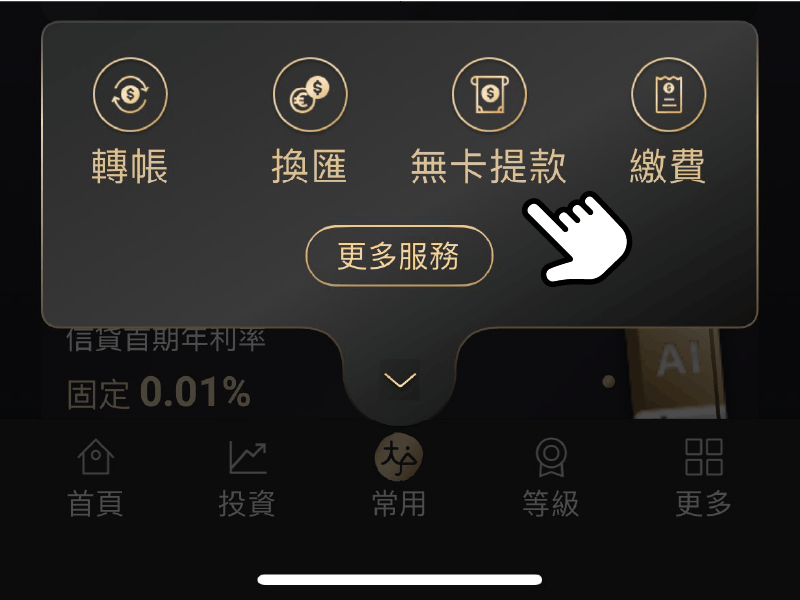 轉帳
換匯
無卡提款
繳費
更多服務
信貸首期年利率
固定 0.01%
AI
首頁
投資
常用
等級
更多